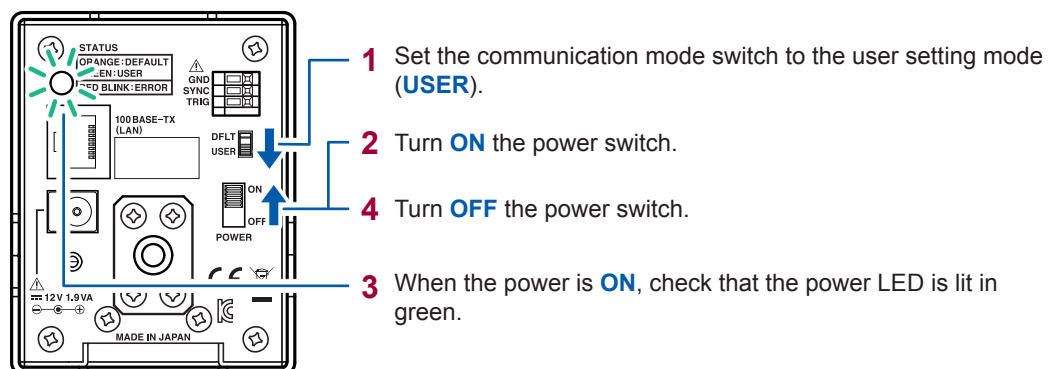 STATUS
ORANGE:DEFAULT
GREEN:USER
RED BLINK:ERROR
GND
SYNC
TRIG
100 BASE-TX
(LAN)
DFLT
USER
ON
OFF
POWER
12V 1.9VA
MADE IN JAPAN
CE
1 Set the communication mode switch to the user setting mode
(USER).
2 Turn ON the power switch.
4 Turn OFF the power switch.
3 When the power is ON, check that the power LED is lit in
green.